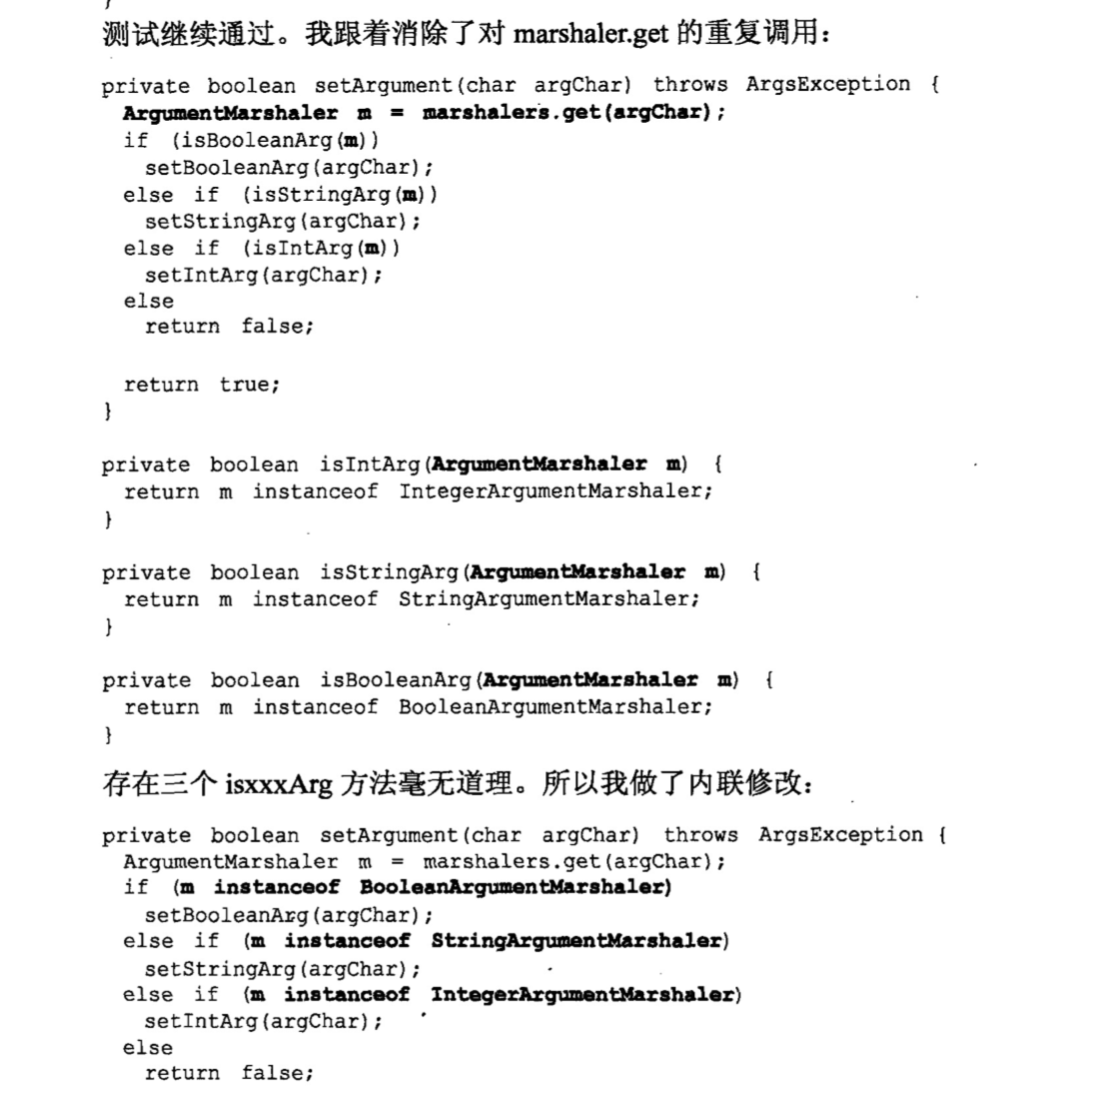 }
测试继续通过。我跟着消除了对 marshaler.get 的重复调用：
private boolean setArgument(char argChar) throws ArgsException {
ArgumentMarshaler m = marshalers.get(argChar);
if (isBooleanArg(m))
setBooleanArg(argChar);
else if (isStringArg(m))
setStringArg(argChar);
else if (isIntArg(m))
setIntArg(argChar);
else
return false;
return true;
}
private boolean isIntArg(ArgumentMarshaler m) {
return m instanceof IntegerArgumentMarshaler;
}
private boolean isStringArg(ArgumentMarshaler m) {
return m instanceof StringArgumentMarshaler;
}
private boolean isBooleanArg(ArgumentMarshaler m) {
return m instanceof BooleanArgumentMarshaler;
}
存在三个 isxxxArg 方法毫无道理。所以我做了内联修改：
private boolean setArgument(char argChar) throws ArgsException {
ArgumentMarshaler m = marshalers.get(argChar);
if (m instanceof BooleanArgumentMarshaler)
setBooleanArg(argChar);
else if (m instanceof StringArgumentMarshaler)
setStringArg(argChar);
else if (m instanceof IntegerArgumentMarshaler)
setIntArg(argChar);
else
return false;